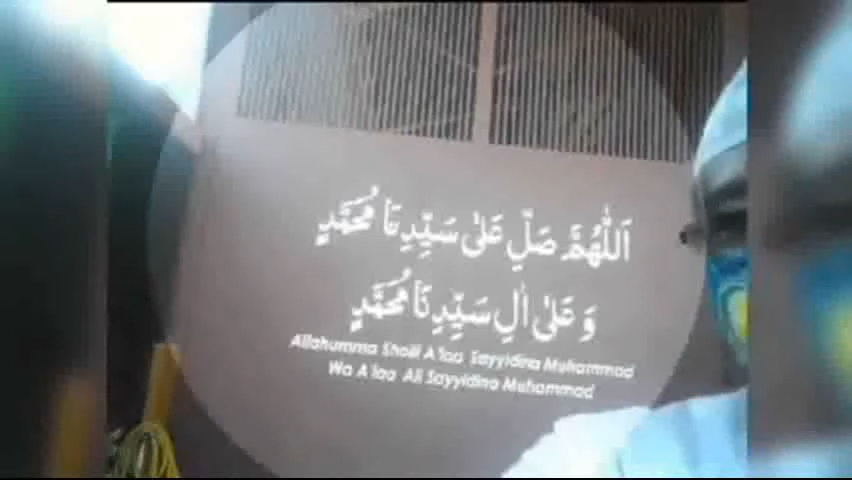 اَللّٰهُمَّ صَلِّ عَلٰى سَيِّدِنَا مُحَمَّدٍ
وَعَلٰى اٰلِ سَيِّدِنَا مُحَمَّدٍ
Allahumma Sholli A'laa Sayyidina Muhammad
Wa A'laa Ali Sayyidina Muhammad